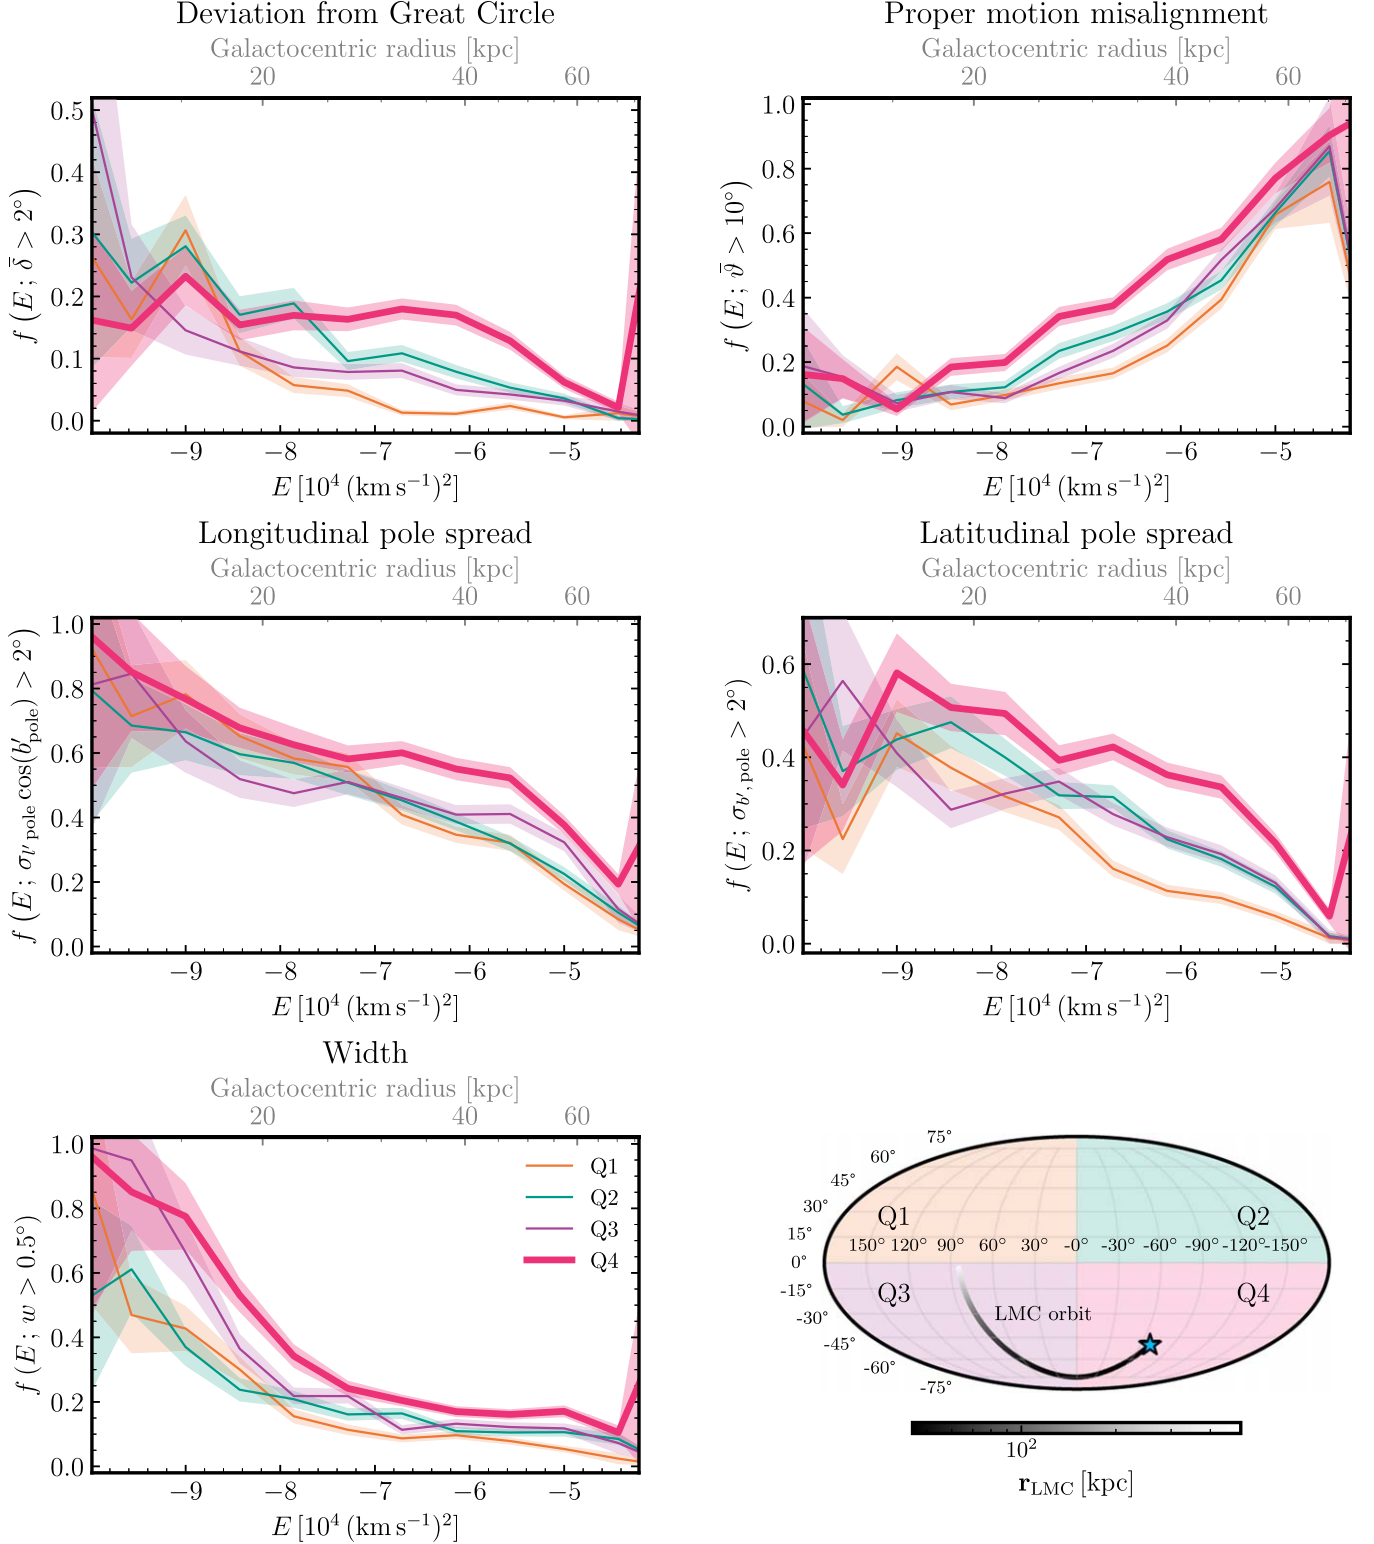 Deviation from Great Circle
Galactocentric radius [kpc]
20 40 60
0.5
0.4
0.3
0.2
0.1
0.0
f (E ; δ̄ > 2°)
−9 −8 −7 −6 −5
E [10⁴ (km s⁻¹)²]
Proper motion misalignment
Galactocentric radius [kpc]
20 40 60
1.0
0.8
0.6
0.4
0.2
0.0
f (E ; ϑ̄ > 10°)
−9 −8 −7 −6 −5
E [10⁴ (km s⁻¹)²]
Longitudinal pole spread
Galactocentric radius [kpc]
20 40 60
1.0
0.8
0.6
0.4
0.2
0.0
f (E ; σ_l′ pole cos(b′_pole) > 2°)
−9 −8 −7 −6 −5
E [10⁴ (km s⁻¹)²]
Latitudinal pole spread
Galactocentric radius [kpc]
20 40 60
0.6
0.4
0.2
0.0
f (E ; σ_b′,pole > 2°)
−9 −8 −7 −6 −5
E [10⁴ (km s⁻¹)²]
Width
Galactocentric radius [kpc]
20 40 60
1.0
0.8
0.6
0.4
0.2
0.0
f (E ; w > 0.5°)
Q1
Q2
Q3
Q4
−9 −8 −7 −6 −5
E [10⁴ (km s⁻¹)²]
75°
60°
45°
30°
15°
0°
-15°
-30°
-45°
-60°
-75°
Q1 Q2
150° 120° 90° 60° 30° -0° -30° -60° -90° -120° -150°
Q3 Q4
LMC orbit
10²
r_LMC [kpc]